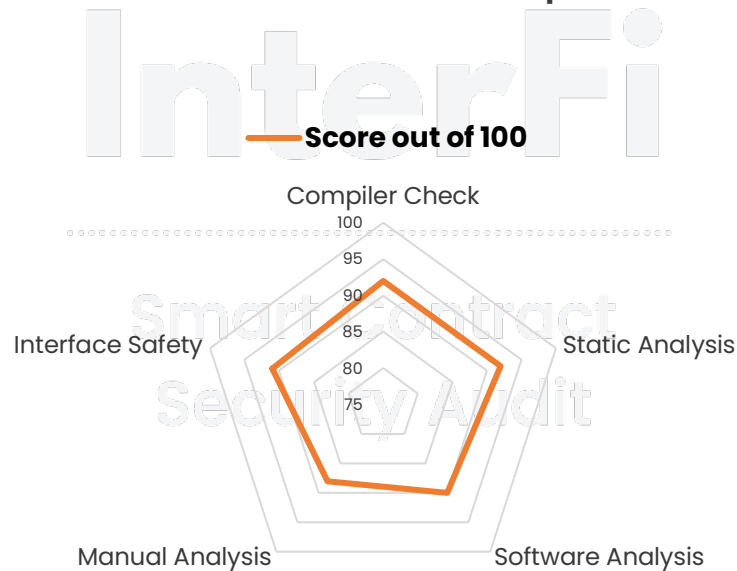 InterFi
Score out of 100
Compiler Check
100
95
90
85
80
75
Smart Contract
Security Audit
Interface Safety
Static Analysis
Manual Analysis
Software Analysis